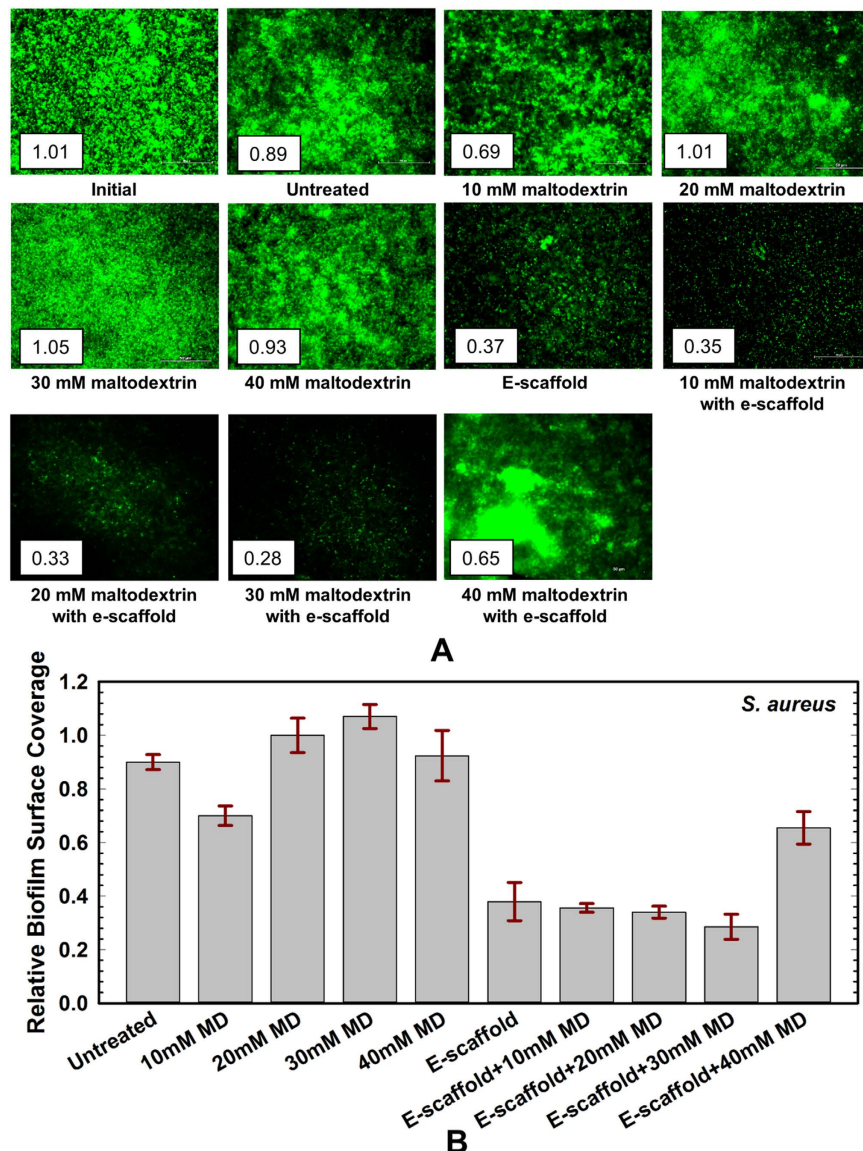 1.01
0.89
0.69
1.01
Initial
Untreated
10 mM maltodextrin
20 mM maltodextrin
1.05
0.93
0.37
0.35
30 mM maltodextrin
40 mM maltodextrin
E-scaffold
10 mM maltodextrin
with e-scaffold
0.33
0.28
0.65
20 mM maltodextrin
with e-scaffold
30 mM maltodextrin
with e-scaffold
40 mM maltodextrin
with e-scaffold
A
Relative Biofilm Surface Coverage
1.2
1.0
0.8
0.6
0.4
0.2
0.0
S. aureus
Untreated
10mM MD
20mM MD
30mM MD
40mM MD
E-scaffold
E-scaffold+10mM MD
E-scaffold+20mM MD
E-scaffold+30mM MD
E-scaffold+40mM MD
B